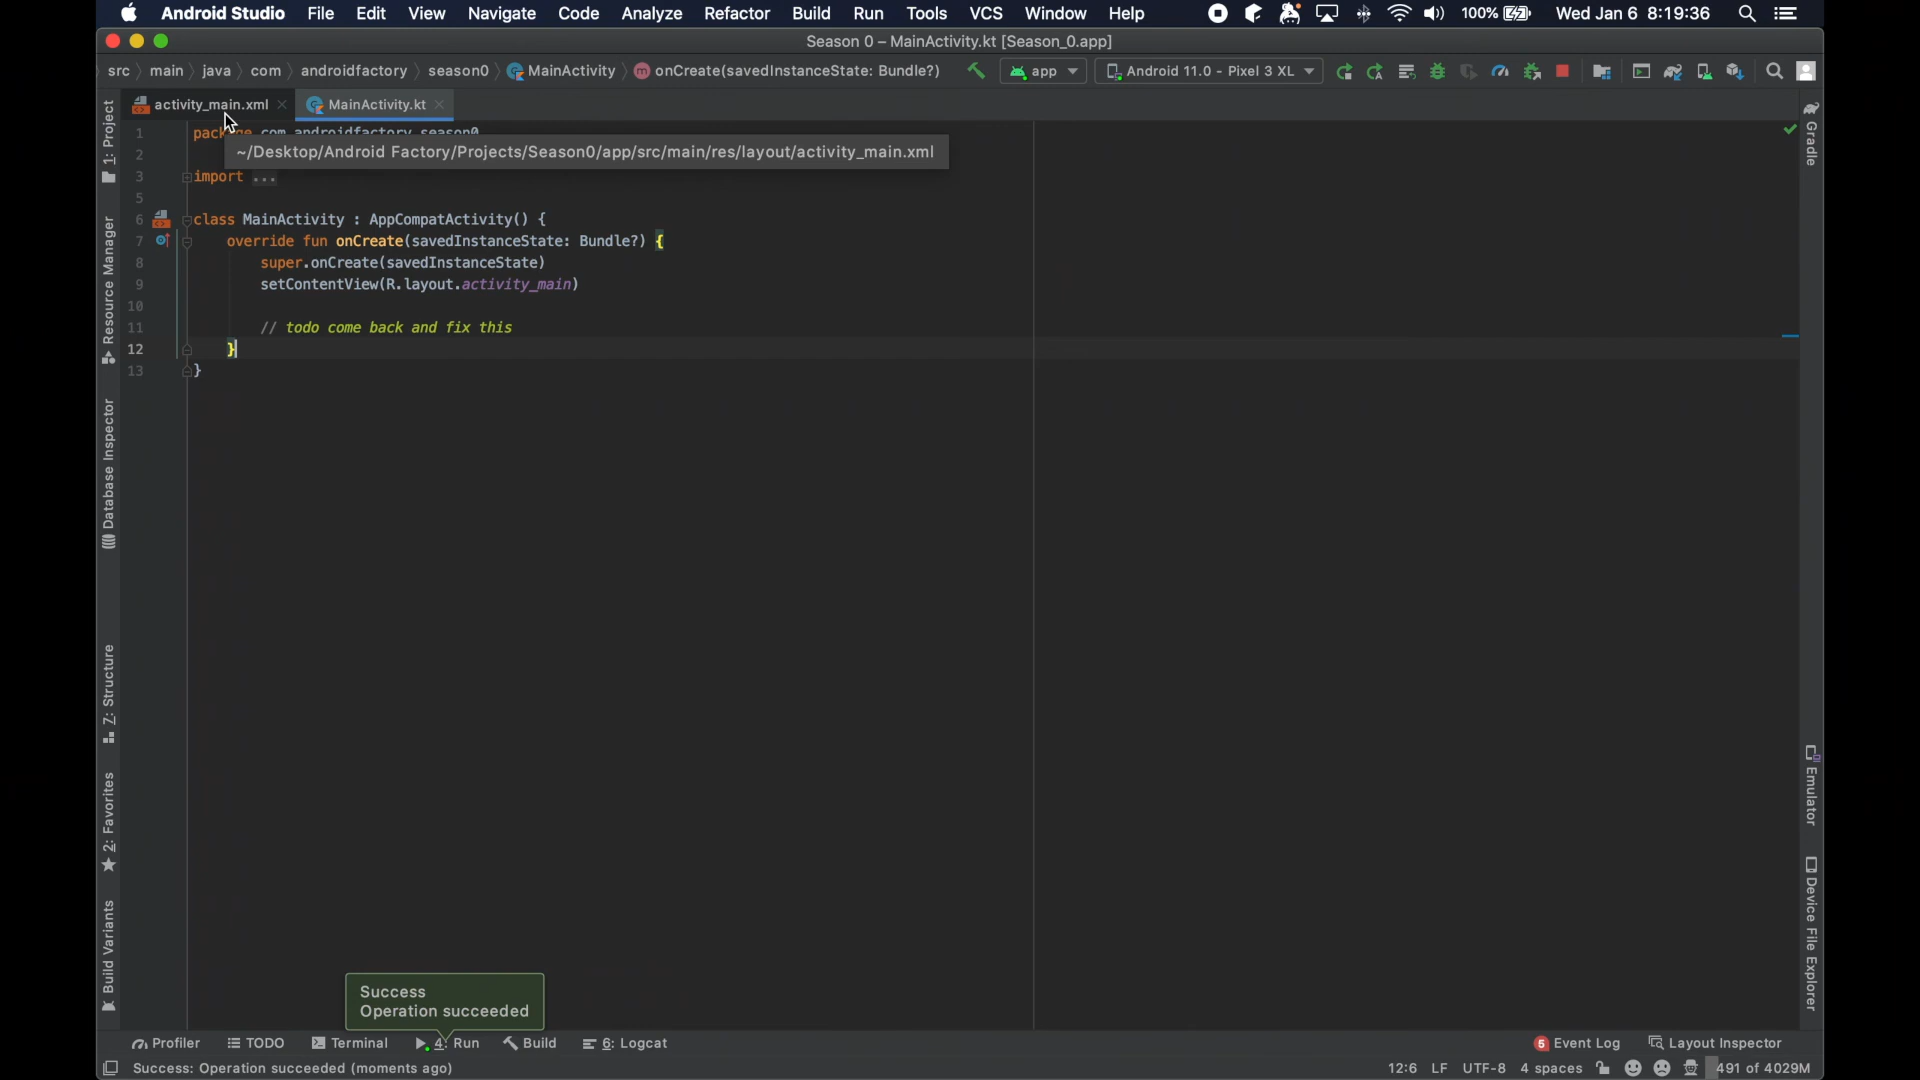 Android Studio File Edit View Navigate Code Analyze Refactor Build Run Tools VCS Window Help 100% Wed Jan 6 8:19:36
Season 0 – MainActivity.kt [Season_0.app]
src main java com androidfactory season0 MainActivity onCreate(savedInstanceState: Bundle?) app Android 11.0 - Pixel 3 XL
activity_main.xml MainActivity.kt
1 package com.androidfactory.season0
2 ~/Desktop/Android Factory/Projects/Season0/app/src/main/res/layout/activity_main.xml
3 import ...
5
6 class MainActivity : AppCompatActivity() {
7 override fun onCreate(savedInstanceState: Bundle?) {
8 super.onCreate(savedInstanceState)
9 setContentView(R.layout.activity_main)
10
11 // todo come back and fix this
12 }
13 }
1: Project
Resource Manager
Database Inspector
Z: Structure
2: Favorites
Build Variants
Gradle
Emulator
Device File Explorer
Success
Operation succeeded
Profiler TODO Terminal 4: Run Build 6: Logcat 5 Event Log Layout Inspector
Success: Operation succeeded (moments ago) 12:6 LF UTF-8 4 spaces 491 of 4029M